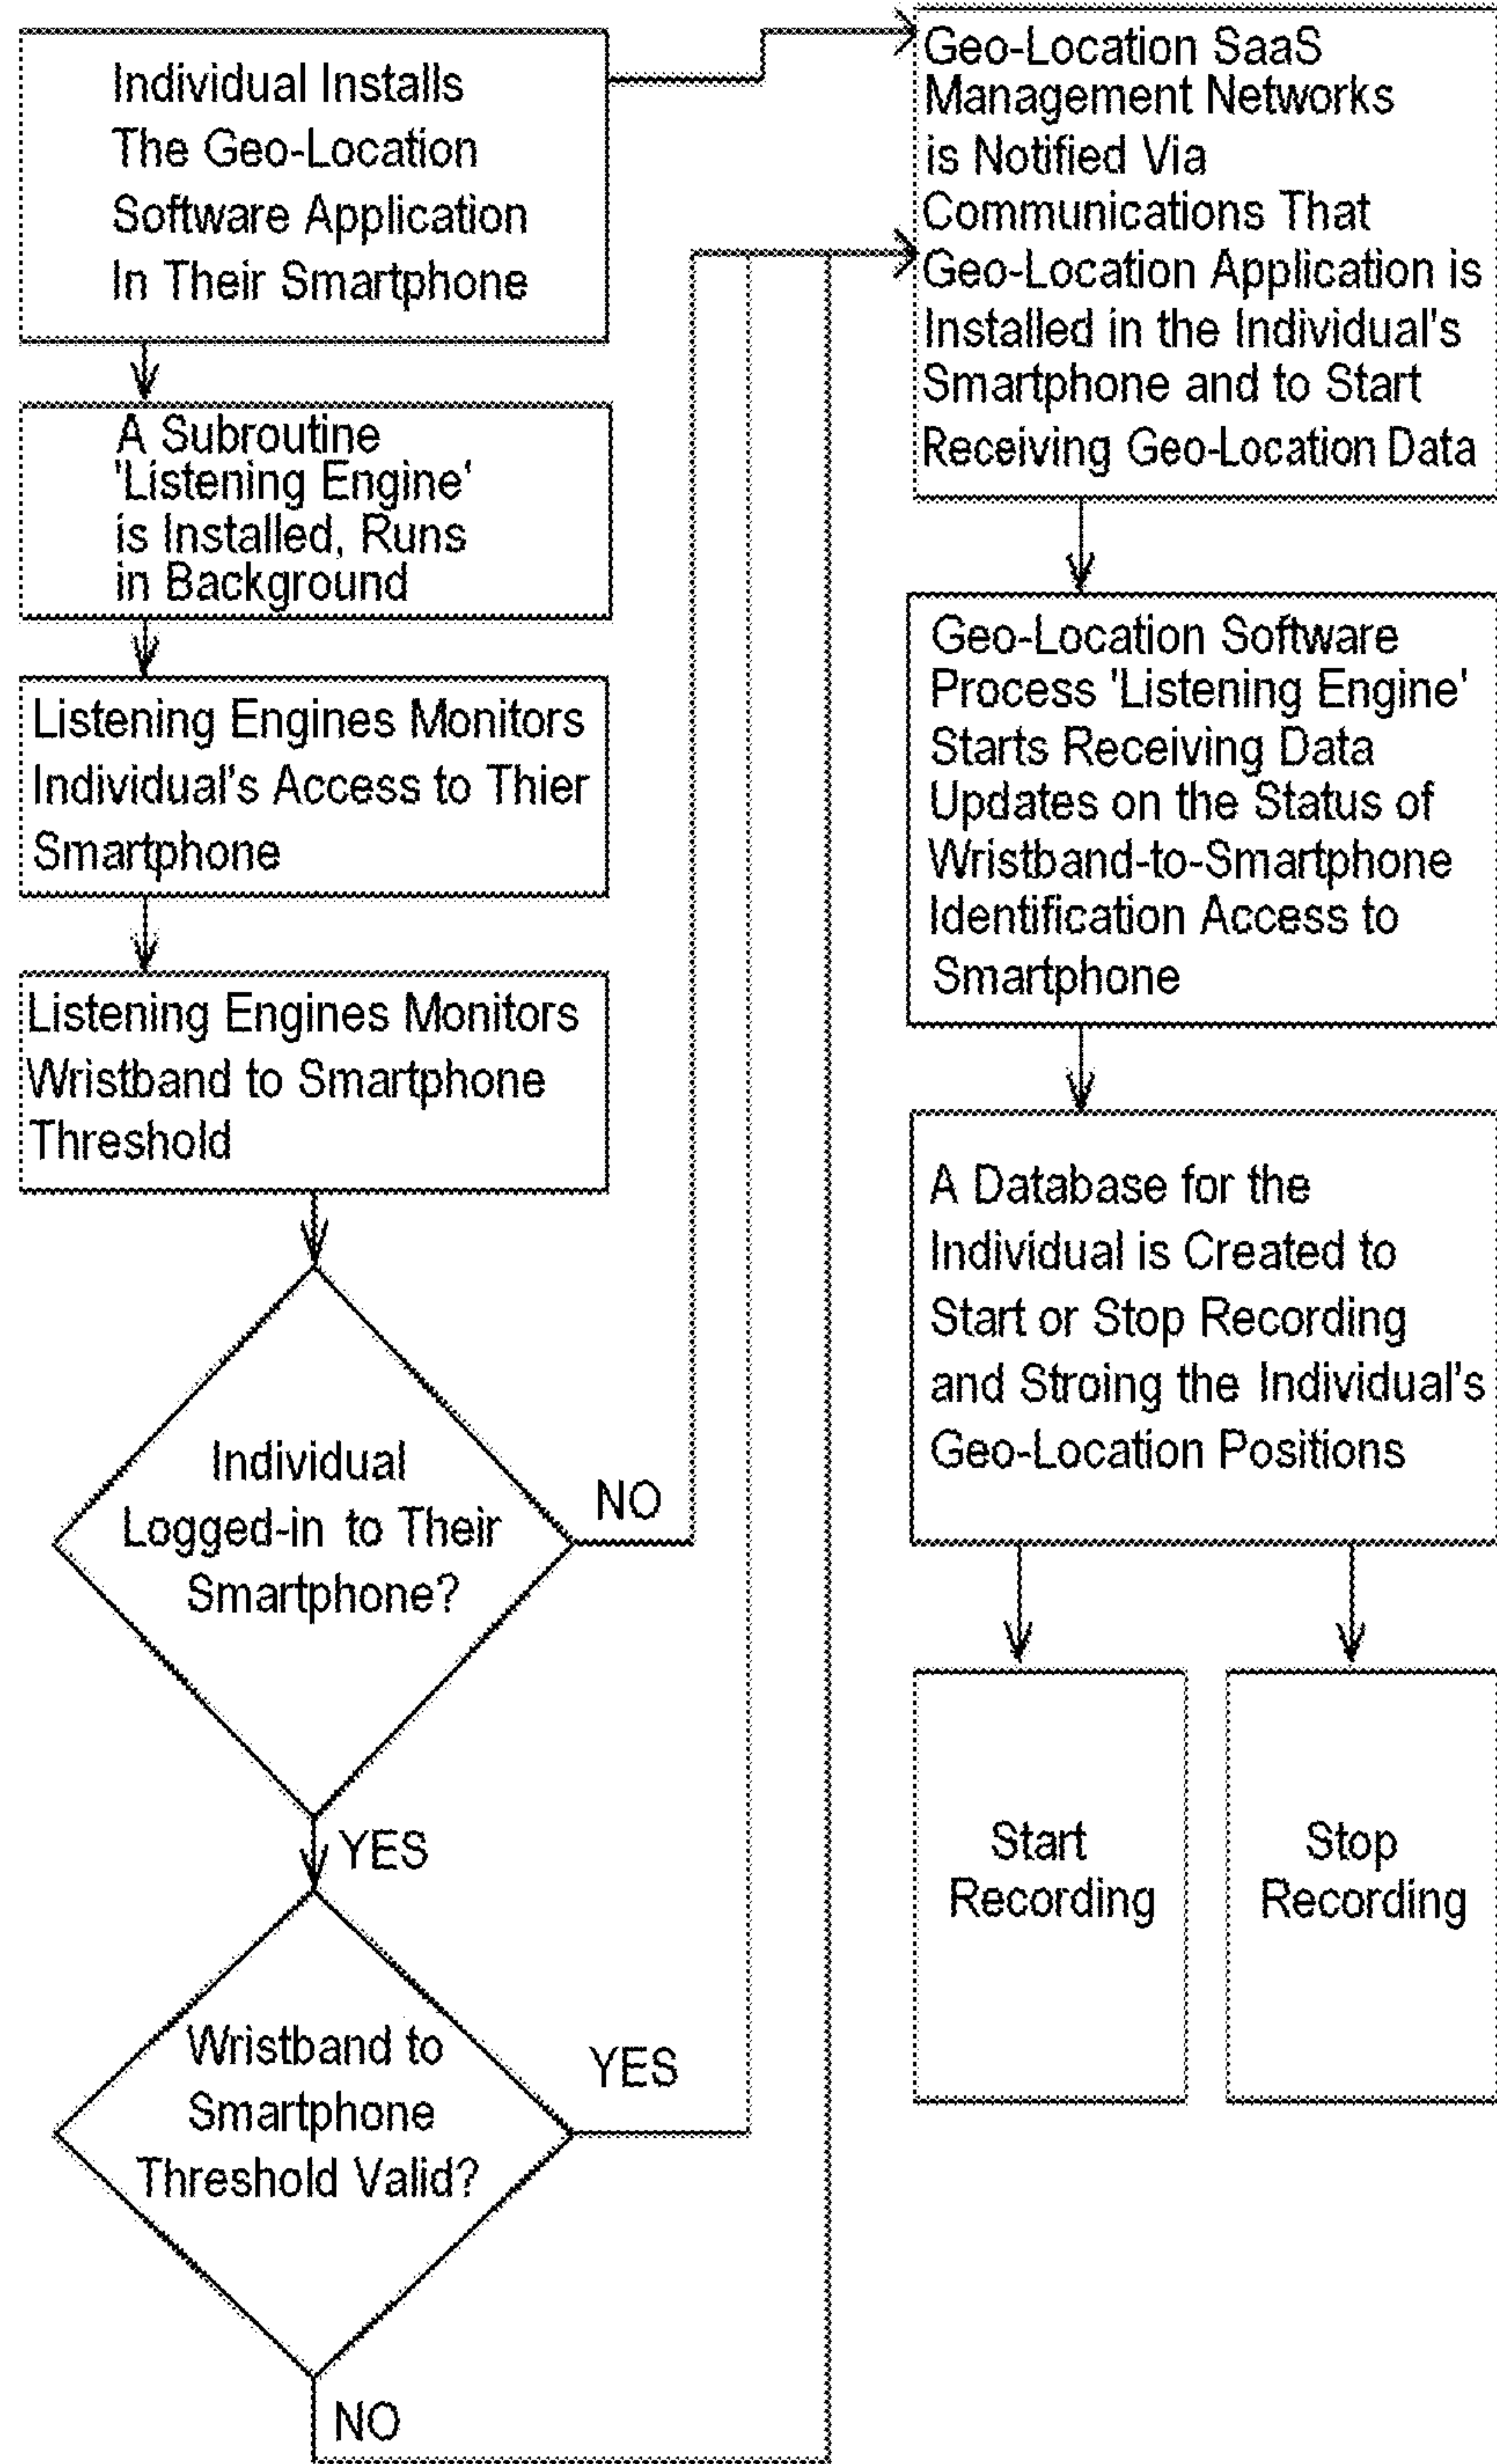 Individual Installs
The Geo-Location
Software Application
In Their Smartphone
A Subroutine
'Listening Engine'
is Installed, Runs
in Background
Listening Engines Monitors
Individual's Access to Thier
Smartphone
Listening Engines Monitors
Wristband to Smartphone
Threshold
Individual
Logged-in to Their
Smartphone?
NO
YES
Wristband to
Smartphone
Threshold Valid?
YES
NO
Geo-Location SaaS
Management Networks
is Notified Via
Communications That
Geo-Location Application is
Installed in the Individual's
Smartphone and to Start
Receiving Geo-Location Data
Geo-Location Software
Process 'Listening Engine'
Starts Receiving Data
Updates on the Status of
Wristband-to-Smartphone
Identification Access to
Smartphone
A Database for the
Individual is Created to
Start or Stop Recording
and Stroing the Individual's
Geo-Location Positions
Start
Recording
Stop
Recording